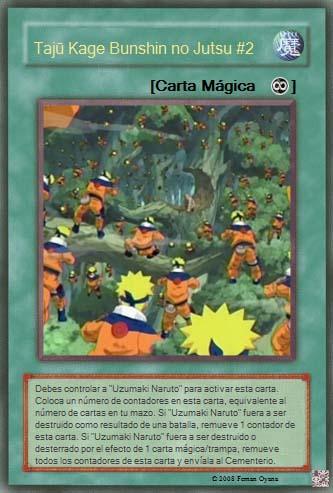 Tajū Kage Bunshin no Jutsu #2
魔
[Carta Mágica ♾]
Debes controlar a "Uzumaki Naruto" para activar esta carta.
Coloca un número de contadores en esta carta, equivalente al
número de cartas en tu mazo. Si "Uzumaki Naruto" fuera a ser
destruido como resultado de una batalla, remueve 1 contador de
esta carta. Si "Uzumaki Naruto" fuera a ser destruido o
desterrado por el efecto de 1 carta mágica/trampa, remueve
todos los contadores de esta carta y envíala al Cementerio.
©2008 Fernan Oyana